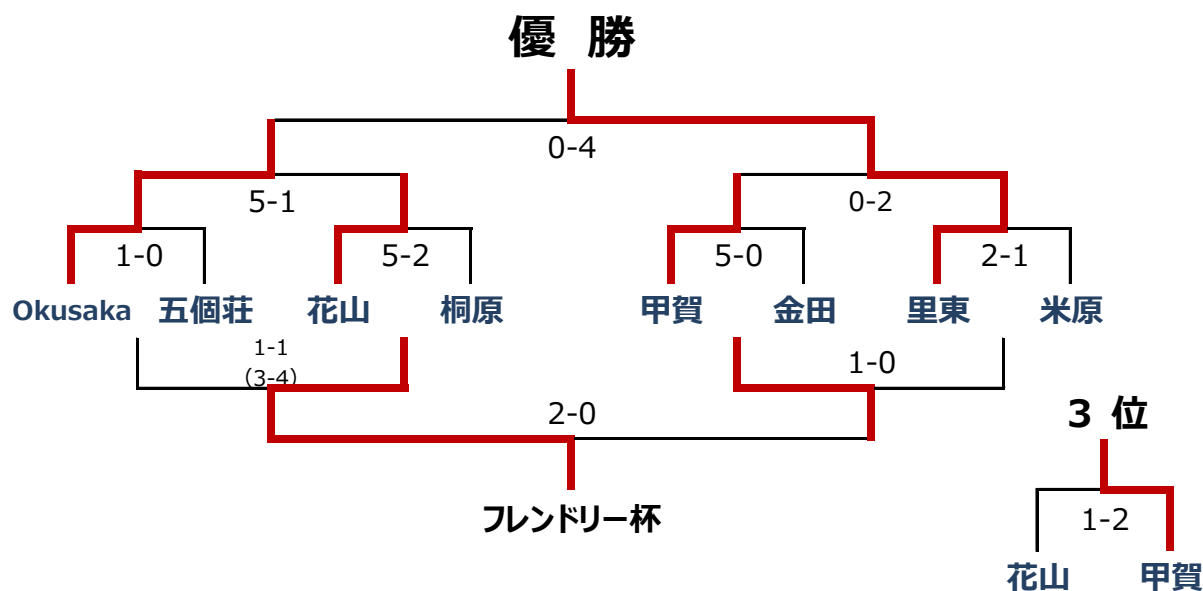 優 勝
0-4
5-1
0-2
1-0
5-2
5-0
2-1
Okusaka 五個荘 花山 桐原 甲賀 金田 里東 米原
1-1
(3-4)
1-0
2-0
3 位
フレンドリー杯
1-2
花山 甲賀